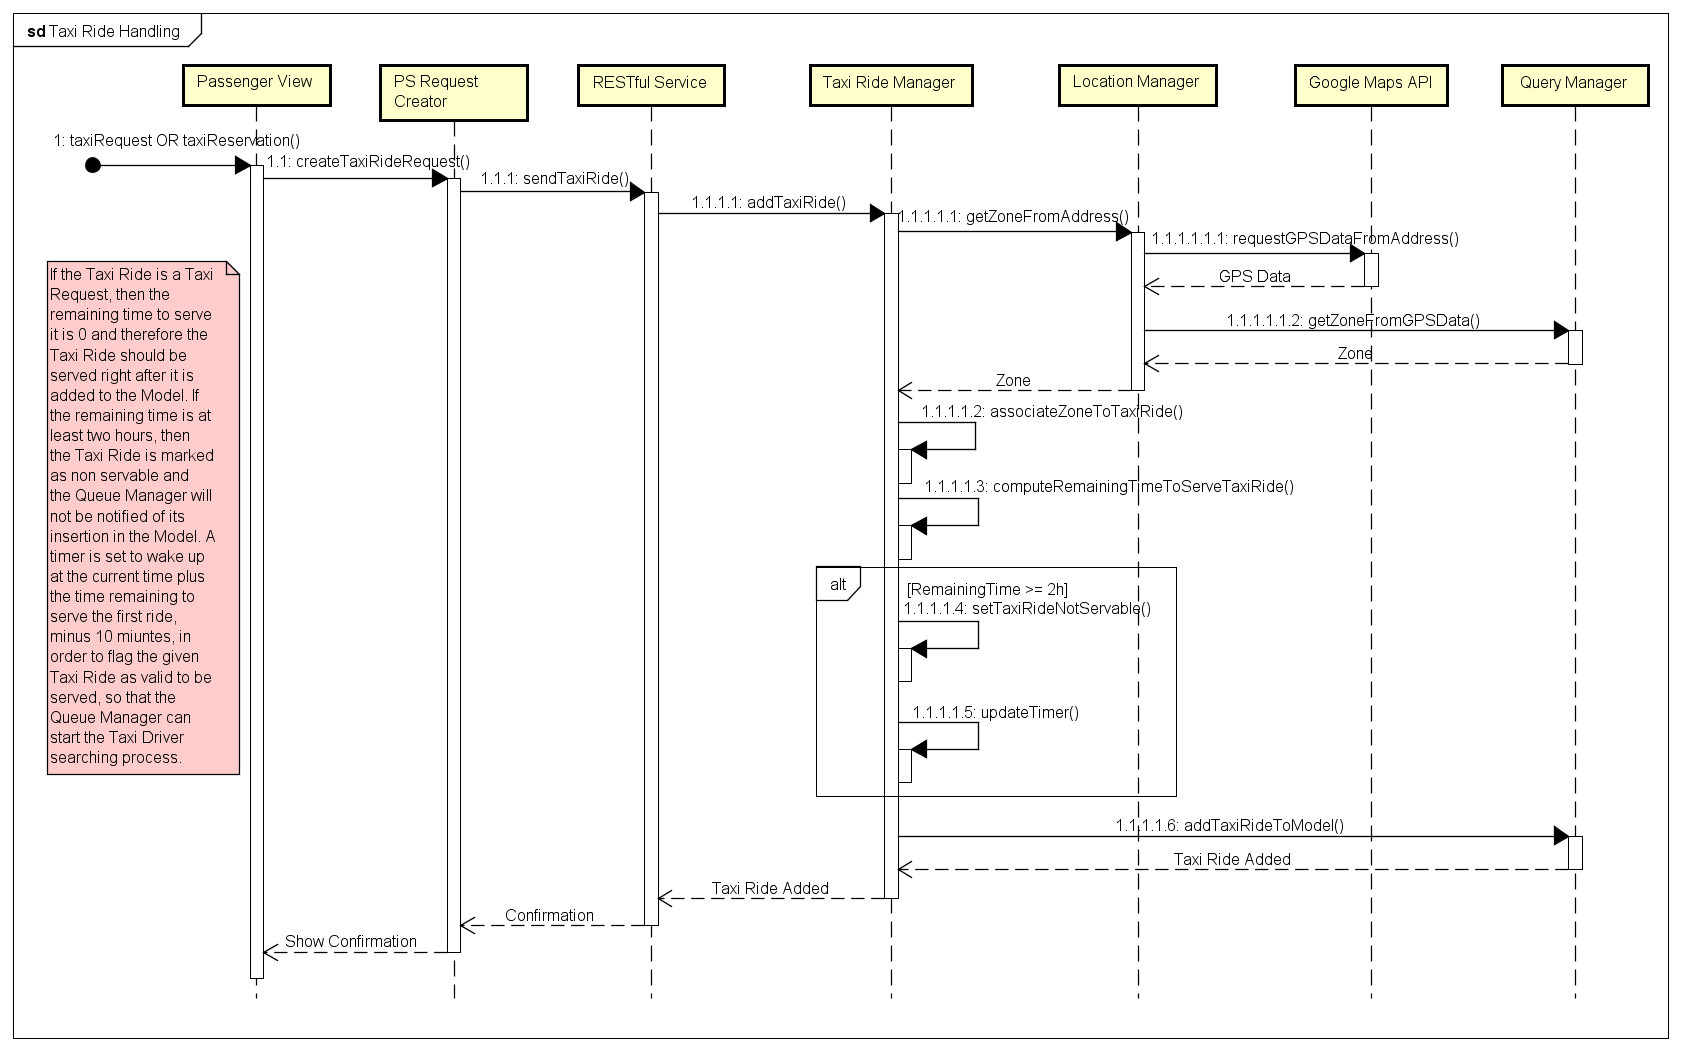 sd Taxi Ride Handling
Passenger View
PS Request
Creator
RESTful Service
Taxi Ride Manager
Location Manager
Google Maps API
Query Manager
1: taxiRequest OR taxiReservation()
1.1: createTaxiRideRequest()
1.1.1: sendTaxiRide()
1.1.1.1: addTaxiRide()
1.1.1.1.1: getZoneFromAddress()
1.1.1.1.1.1: requestGPSDataFromAddress()
GPS Data
1.1.1.1.1.2: getZoneFromGPSData()
Zone
Zone
1.1.1.1.2: associateZoneToTaxiRide()
1.1.1.1.3: computeRemainingTimeToServeTaxiRide()
alt
[RemainingTime >= 2h]
1.1.1.1.4: setTaxiRideNotServable()
1.1.1.1.5: updateTimer()
1.1.1.1.6: addTaxiRideToModel()
Taxi Ride Added
Taxi Ride Added
Confirmation
Show Confirmation
If the Taxi Ride is a Taxi
Request, then the
remaining time to serve
it is 0 and therefore the
Taxi Ride should be
served right after it is
added to the Model. If
the remaining time is at
least two hours, then
the Taxi Ride is marked
as non servable and
the Queue Manager will
not be notified of its
insertion in the Model. A
timer is set to wake up
at the current time plus
the time remaining to
serve the first ride,
minus 10 miuntes, in
order to flag the given
Taxi Ride as valid to be
served, so that the
Queue Manager can
start the Taxi Driver
searching process.